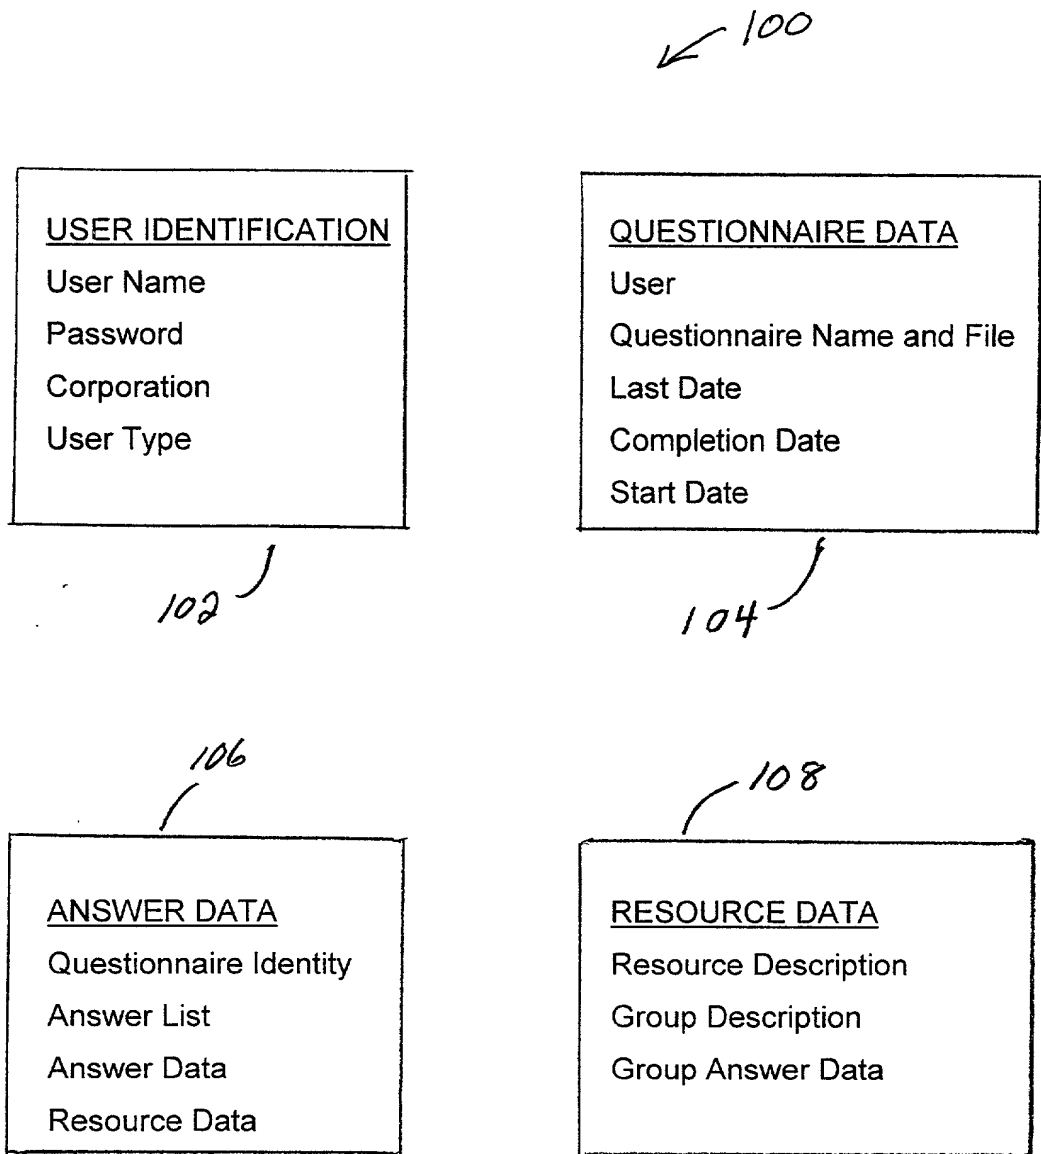 100
USER IDENTIFICATION
User Name
Password
Corporation
User Type
102
QUESTIONNAIRE DATA
User
Questionnaire Name and File
Last Date
Completion Date
Start Date
104
106
ANSWER DATA
Questionnaire Identity
Answer List
Answer Data
Resource Data
108
RESOURCE DATA
Resource Description
Group Description
Group Answer Data